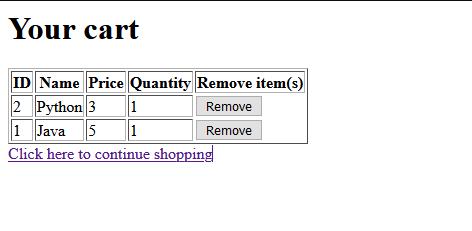 Your cart
ID Name Price Quantity Remove item(s)
2 Python 3 1 Remove
1 Java 5 1 Remove
Click here to continue shopping